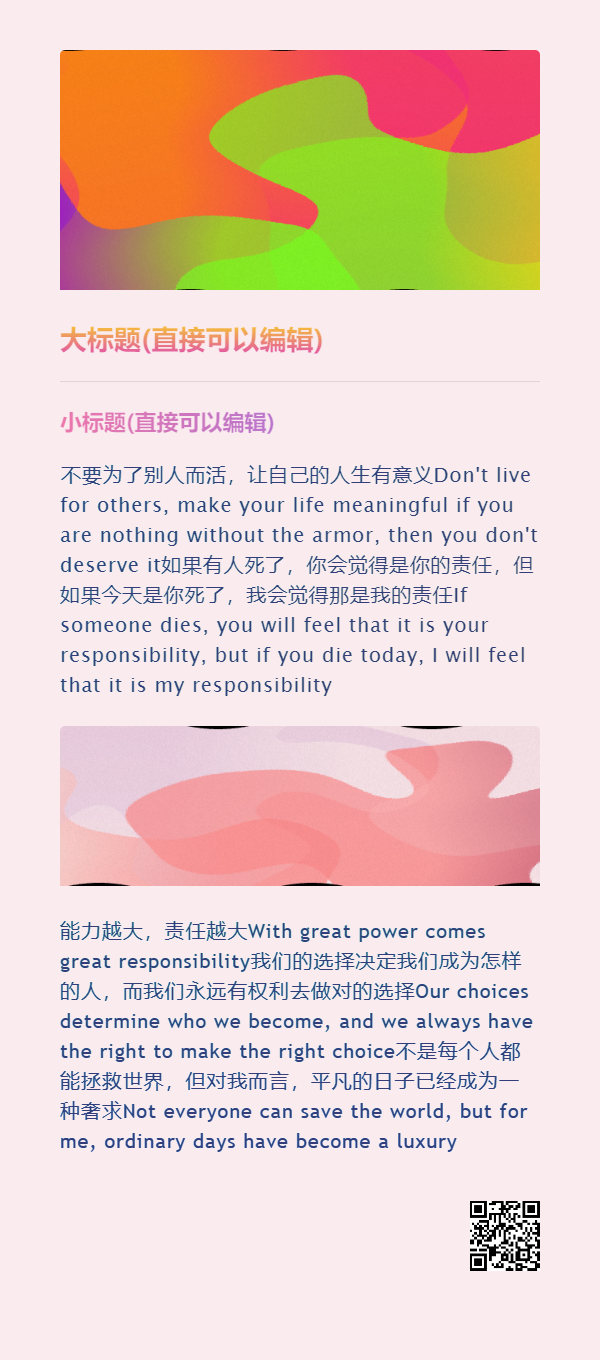 大标题(直接可以编辑)
小标题(直接可以编辑)
不要为了别人而活，让自己的人生有意义Don't live
for others, make your life meaningful if you
are nothing without the armor, then you don't
deserve it如果有人死了，你会觉得是你的责任，但
如果今天是你死了，我会觉得那是我的责任If
someone dies, you will feel that it is your
responsibility, but if you die today, I will feel
that it is my responsibility
能力越大，责任越大With great power comes
great responsibility我们的选择决定我们成为怎样
的人，而我们永远有权利去做对的选择Our choices
determine who we become, and we always have
the right to make the right choice不是每个人都
能拯救世界，但对我而言，平凡的日子已经成为一
种奢求Not everyone can save the world, but for
me, ordinary days have become a luxury